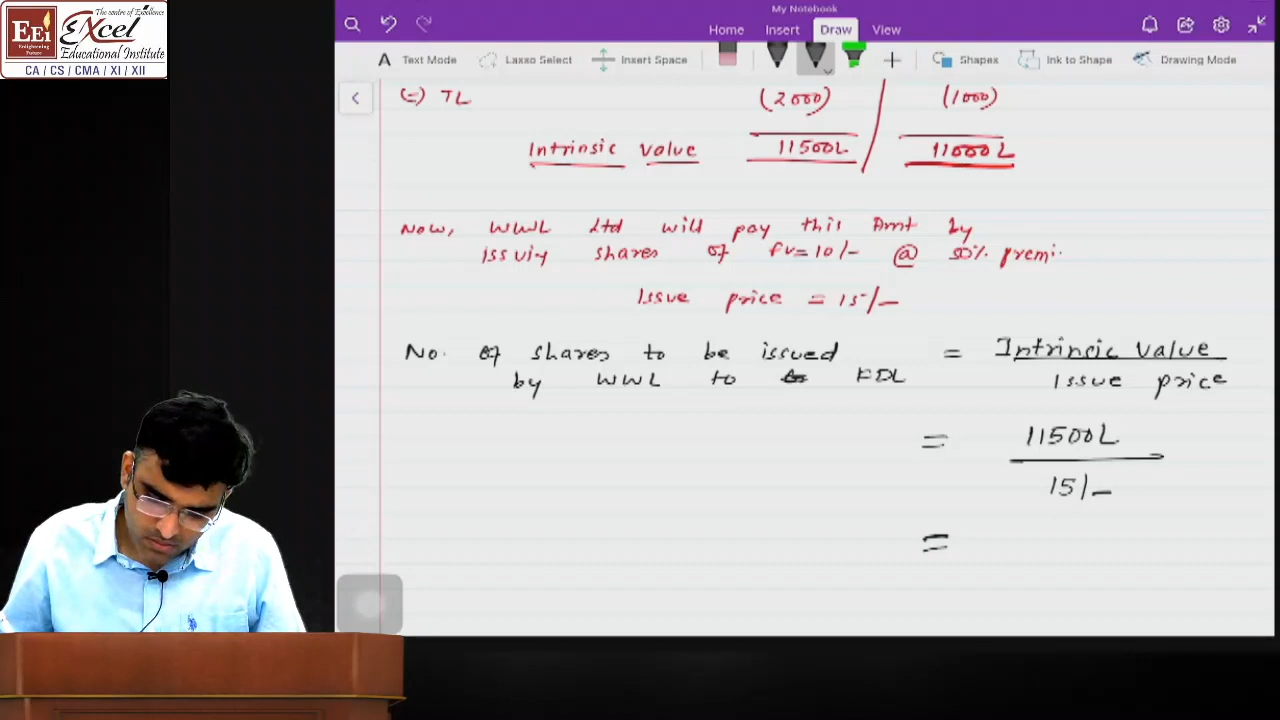 The centre of Excellence
EEi Excel
Enlightening Future
Educational Institute
CA / CS / CMA / XI / XII
My Notebook
Home Insert Draw View
A Text Mode Lasso Select Insert Space Shapes Ink to Shape Drawing Mode
(-) TL (2000) / (1000)
Intrinsic Value 11500L / 11000L
Now, WWL Ltd will pay this Amt by
issuiy shares of fv=10/- @ 50% premi
Issue price = 15/-
No. of shares to be issued = Intrinsic Value
by WWL to Issue price
= 11500L
15/-
=